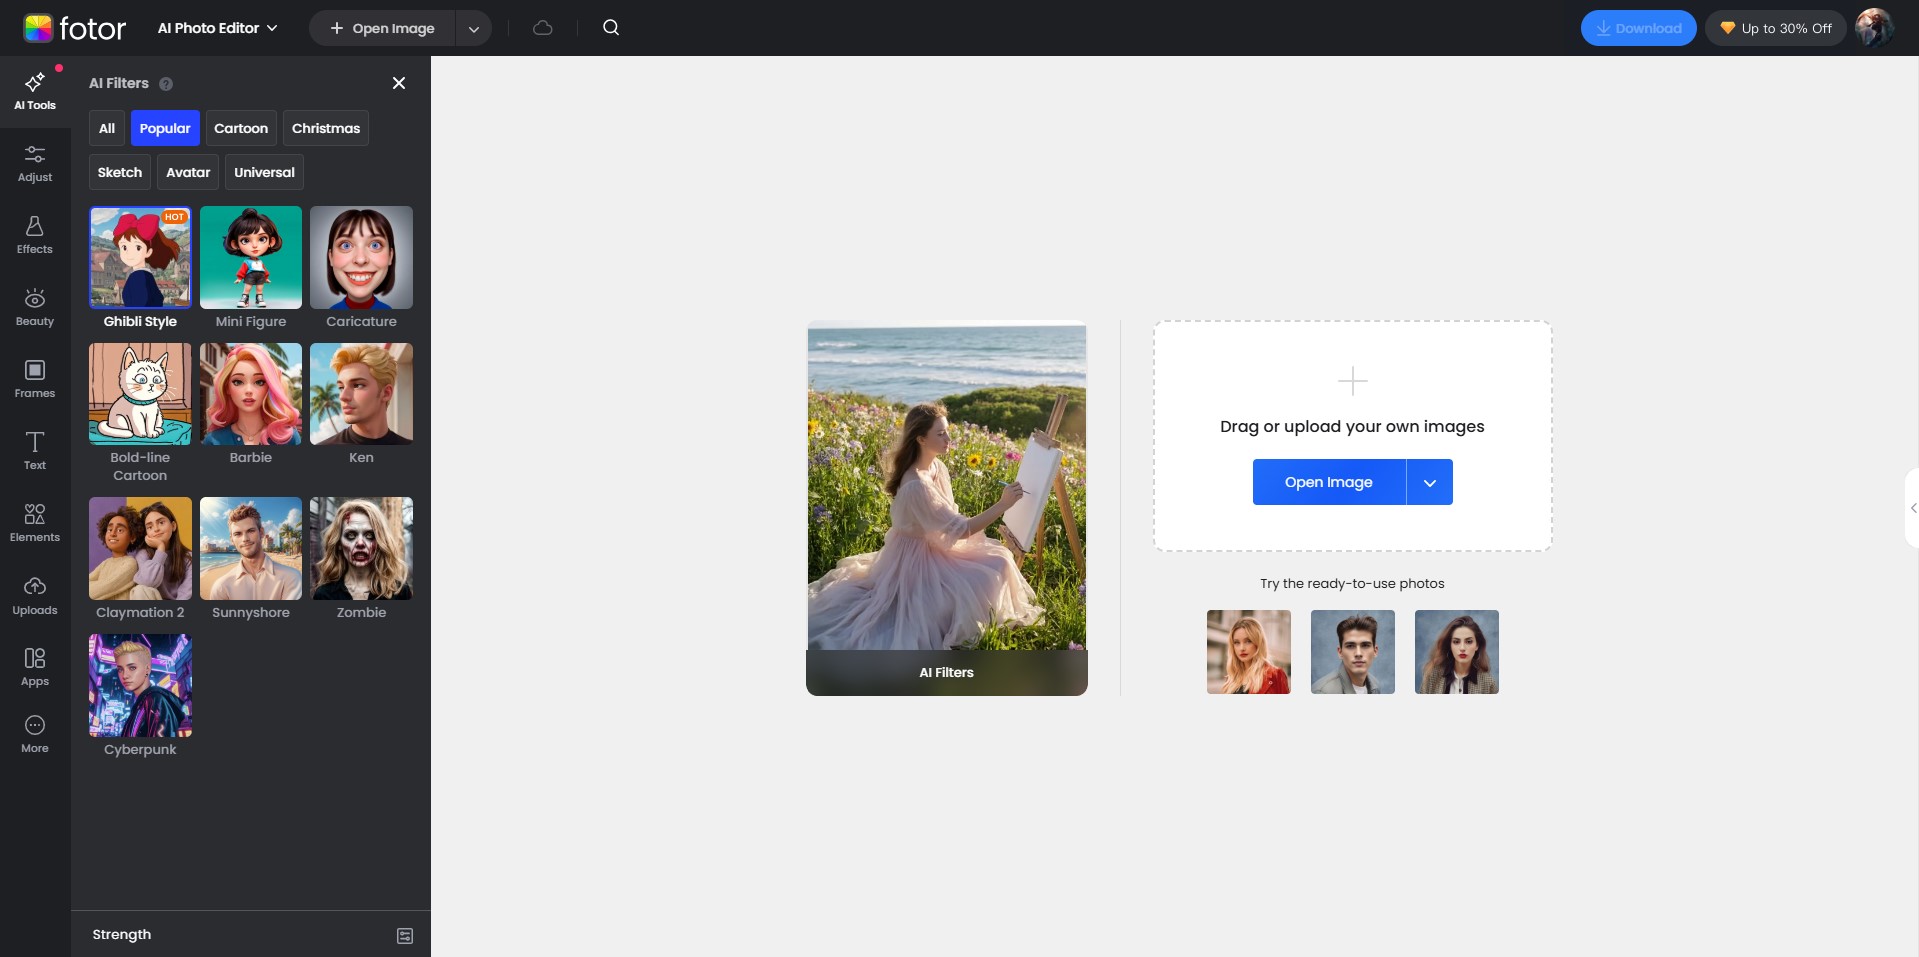 fotor
AI Photo Editor
Open Image
Download
Up to 30% Off
AI Tools
Adjust
Effects
Beauty
Frames
Text
Elements
Uploads
Apps
More
AI Filters
?
All
Popular
Cartoon
Christmas
Sketch
Avatar
Universal
HOT
Ghibli Style
Mini Figure
Caricature
Bold-line
Cartoon
Barbie
Ken
Claymation 2
Sunnyshore
Zombie
Cyberpunk
Strength
AI Filters
Drag or upload your own images
Open Image
Try the ready-to-use photos